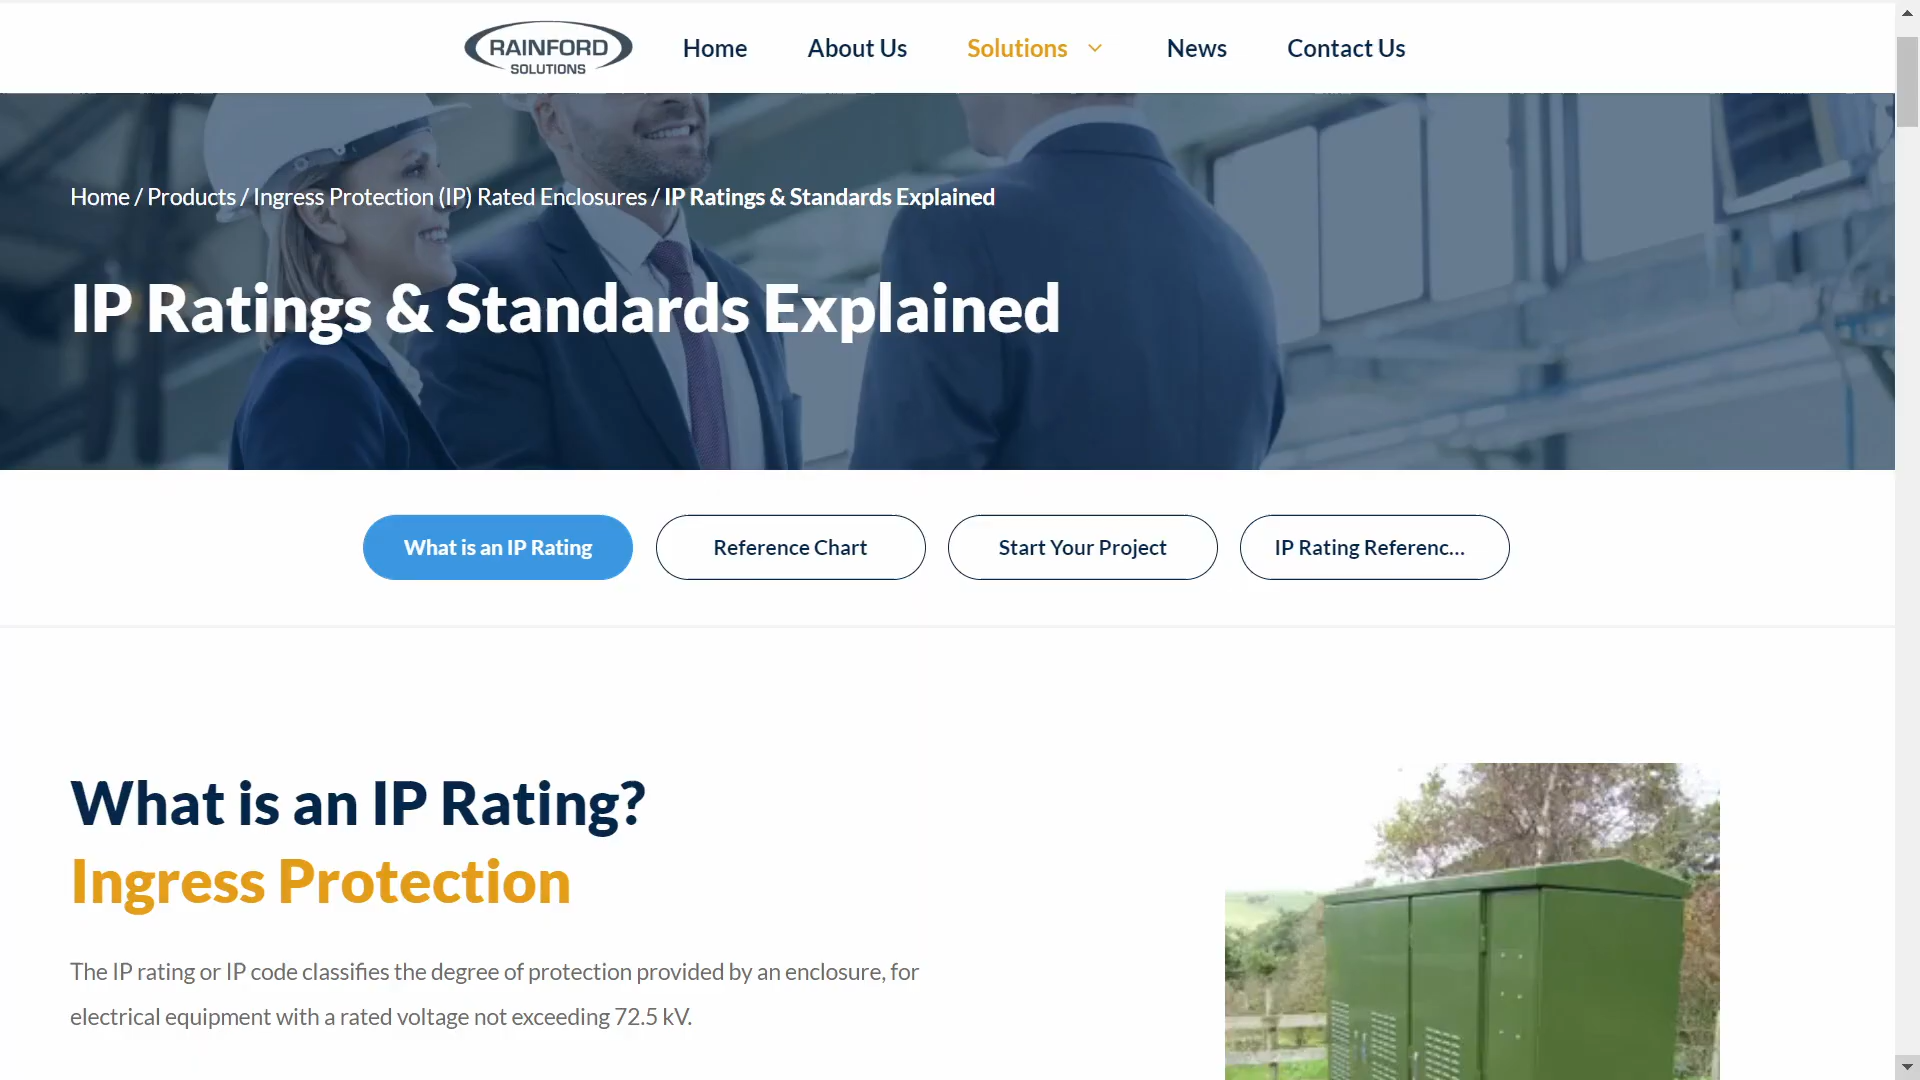 RAINFORD
SOLUTIONS
Home
About Us
Solutions
News
Contact Us
Home / Products / Ingress Protection (IP) Rated Enclosures / IP Ratings & Standards Explained
IP Ratings & Standards Explained
What is an IP Rating
Reference Chart
Start Your Project
IP Rating Referenc...
What is an IP Rating?
Ingress Protection
The IP rating or IP code classifies the degree of protection provided by an enclosure, for
electrical equipment with a rated voltage not exceeding 72.5 kV.